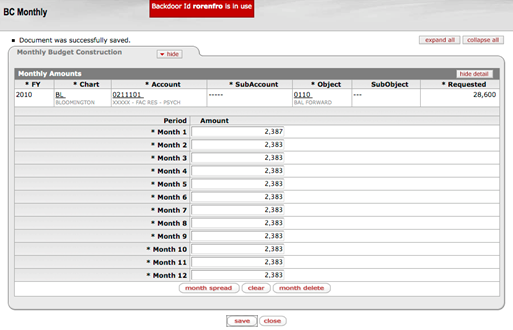 BC Monthly
Backdoor Id rorenfro is in use
Document was successfully saved.
expand all collapse all
Monthly Budget Construction
hide
Monthly Amounts
hide detail
* FY * Chart * Account * SubAccount * Object SubObject * Requested
2010 BL 0211101 ----- 0110 --- 28,600
BLOOMINGTON XXXXX - FAC RES - PSYCH BAL FORWARD
Period Amount
* Month 1 2,387
* Month 2 2,383
* Month 3 2,383
* Month 4 2,383
* Month 5 2,383
* Month 6 2,383
* Month 7 2,383
* Month 8 2,383
* Month 9 2,383
* Month 10 2,383
* Month 11 2,383
* Month 12 2,383
month spread clear month delete
save close